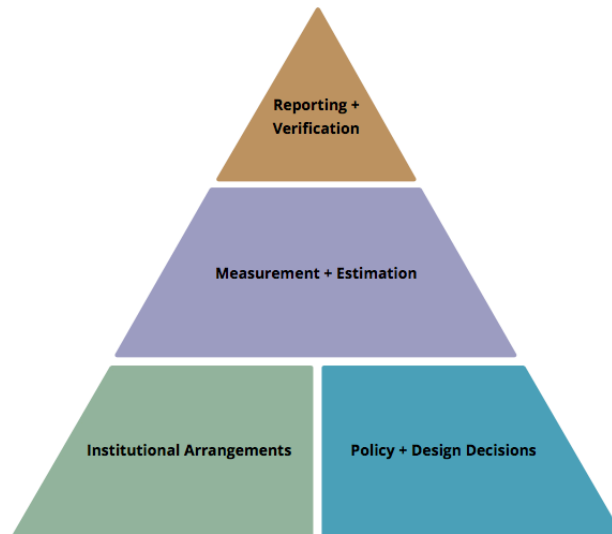 Reporting +
Verification
Measurement + Estimation
Institutional Arrangements
Policy + Design Decisions